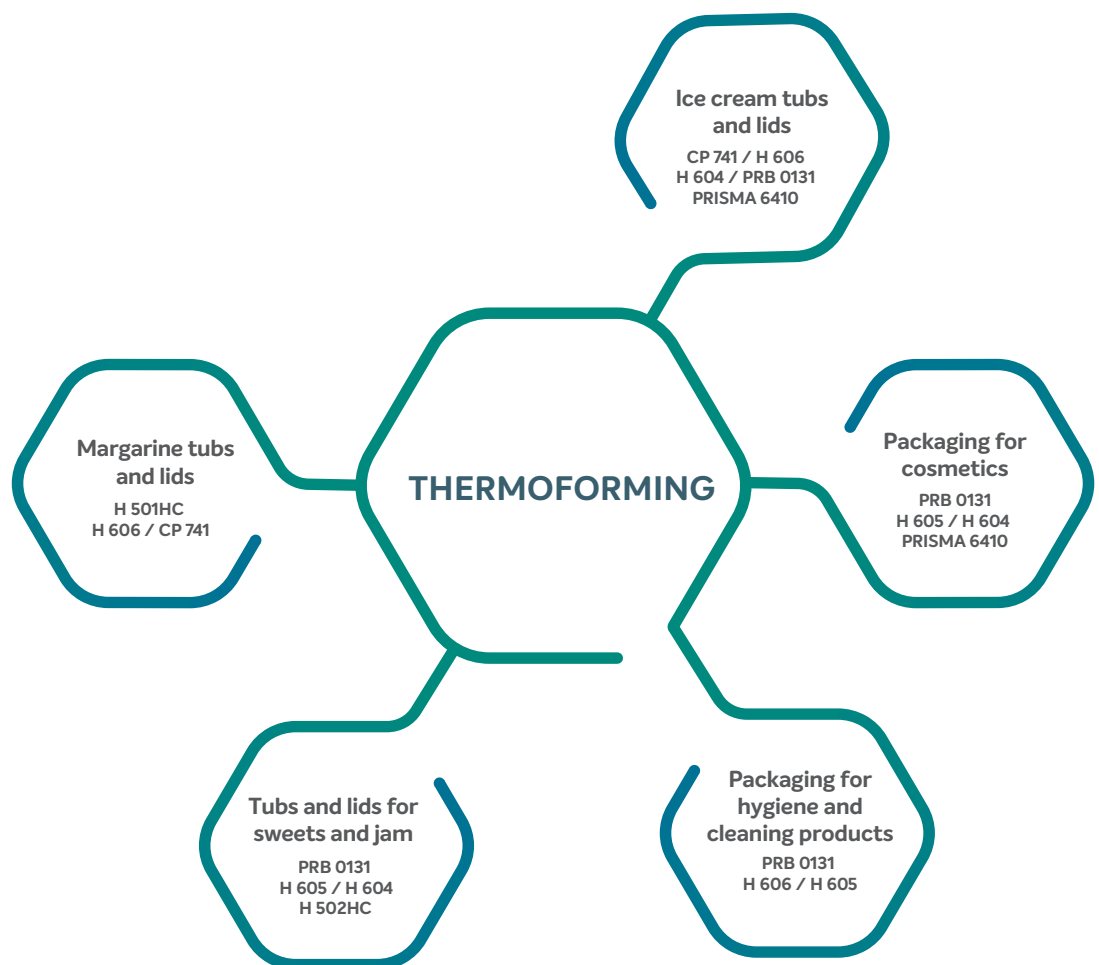 Ice cream tubs
and lids
CP 741 / H 606
H 604 / PRB 0131
PRISMA 6410
Margarine tubs
and lids
H 501HC
H 606 / CP 741
THERMOFORMING
Packaging for
cosmetics
PRB 0131
H 605 / H 604
PRISMA 6410
Tubs and lids for
sweets and jam
PRB 0131
H 605 / H 604
H 502HC
Packaging for
hygiene and
cleaning products
PRB 0131
H 606 / H 605